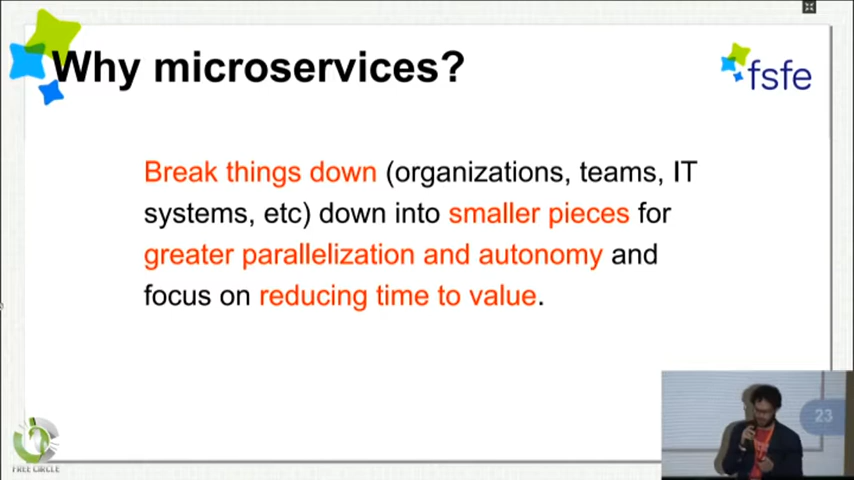 Why microservices?
fsfe
Break things down (organizations, teams, IT
systems, etc) down into smaller pieces for
greater parallelization and autonomy and
focus on reducing time to value.
23
FREE CIRCLE